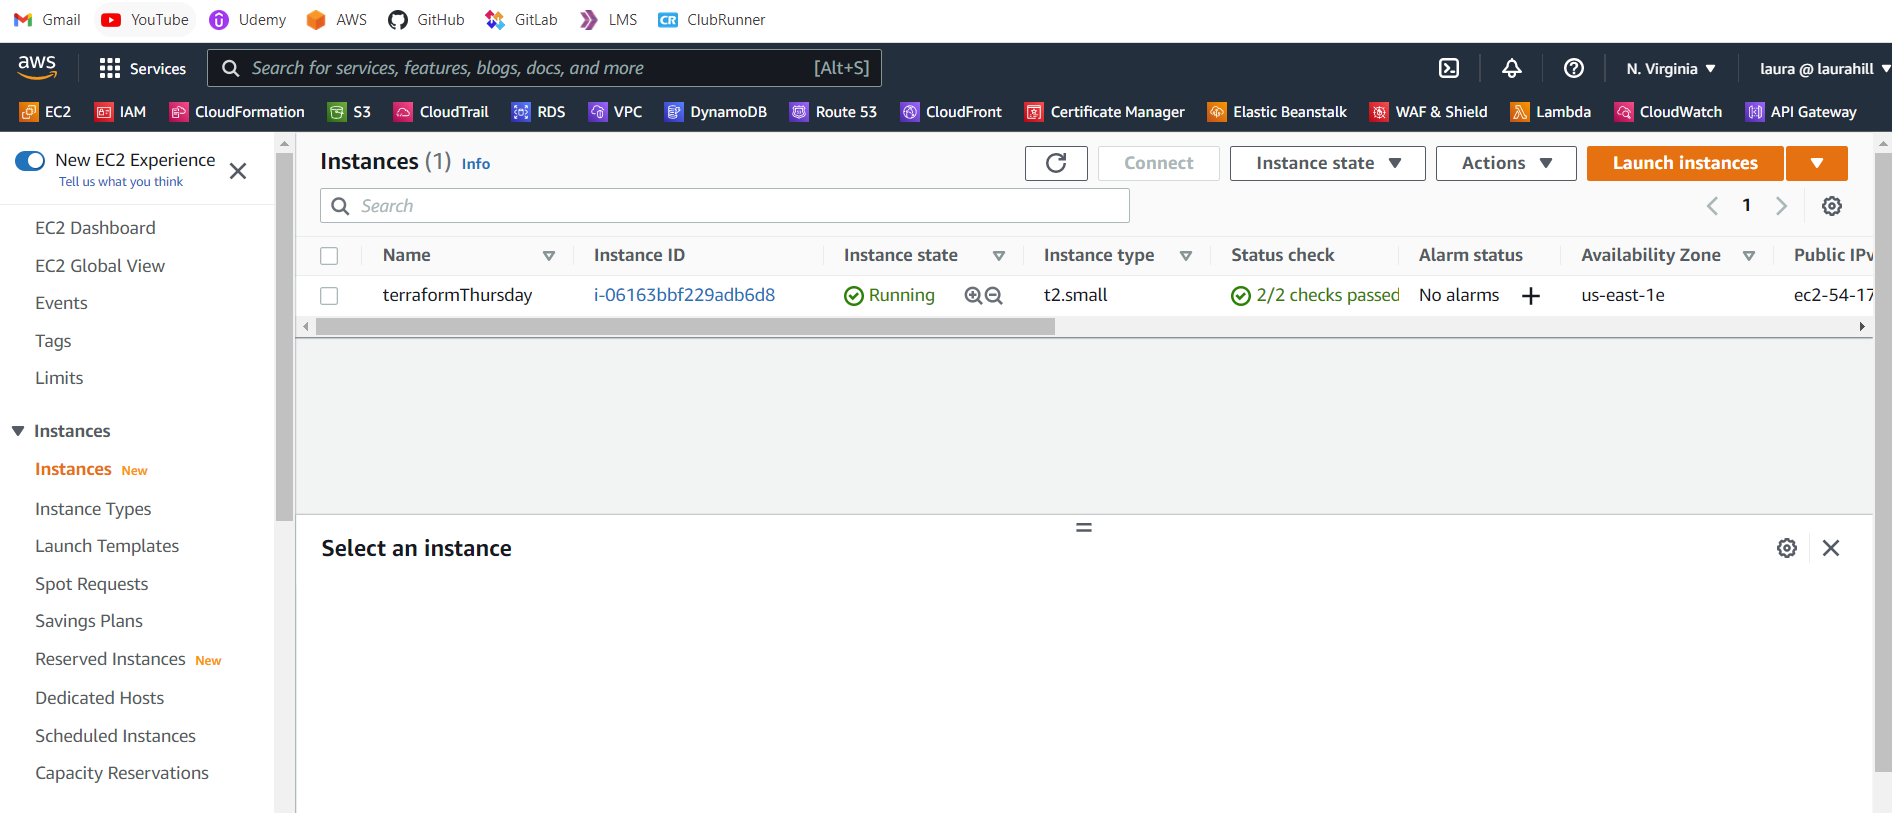 Gmail YouTube Udemy AWS GitHub GitLab LMS CR ClubRunner
aws Services Search for services, features, blogs, docs, and more [Alt+S] N. Virginia laura @ laurahill
EC2 IAM CloudFormation S3 CloudTrail RDS VPC DynamoDB Route 53 CloudFront Certificate Manager Elastic Beanstalk WAF & Shield Lambda CloudWatch API Gateway
New EC2 Experience
Tell us what you think
EC2 Dashboard
EC2 Global View
Events
Tags
Limits
Instances
Instances New
Instance Types
Launch Templates
Spot Requests
Savings Plans
Reserved Instances New
Dedicated Hosts
Scheduled Instances
Capacity Reservations
Instances (1) Info Connect Instance state Actions Launch instances
Search 1
Name Instance ID Instance state Instance type Status check Alarm status Availability Zone Public IPv
terraformThursday i-06163bbf229adb6d8 Running t2.small 2/2 checks passed No alarms + us-east-1e ec2-54-17
Select an instance